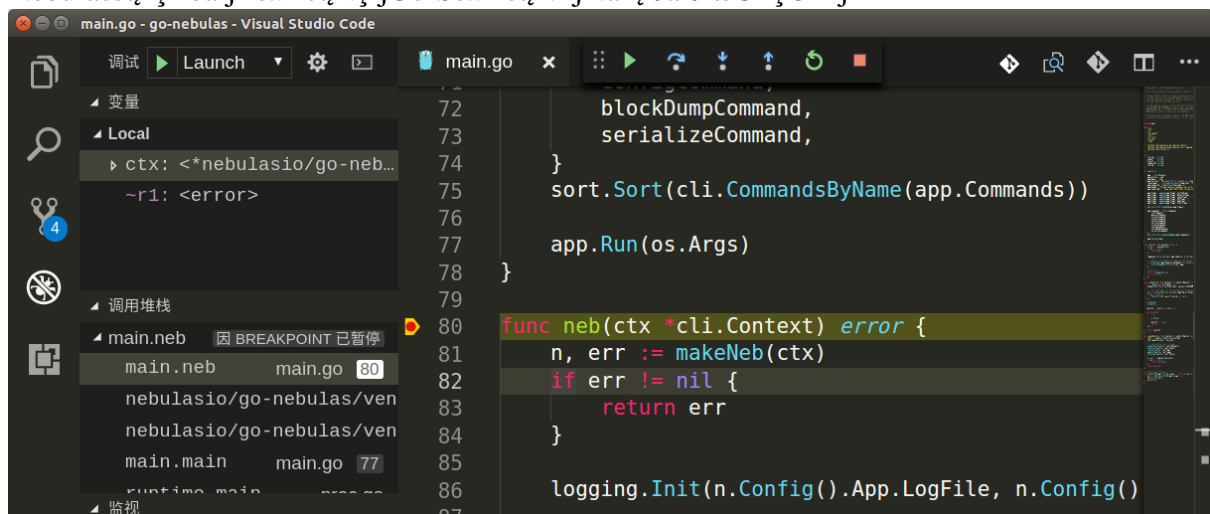 main.go - go-nebulas - Visual Studio Code
调试 Launch
变量
Local
ctx: <*nebulasio/go-neb…
~r1: <error>
4
调用堆栈
main.neb 因 BREAKPOINT 已暂停
main.neb main.go 80
nebulasio/go-nebulas/ven
nebulasio/go-nebulas/ven
main.main main.go 77
runtime.main proc.go
监视
main.go
72 blockDumpCommand,
73 serializeCommand,
74 }
75 sort.Sort(cli.CommandsByName(app.Commands))
76
77 app.Run(os.Args)
78 }
79
80 func neb(ctx *cli.Context) error {
81 n, err := makeNeb(ctx)
82 if err != nil {
83 return err
84 }
85
86 logging.Init(n.Config().App.LogFile, n.Config()
87